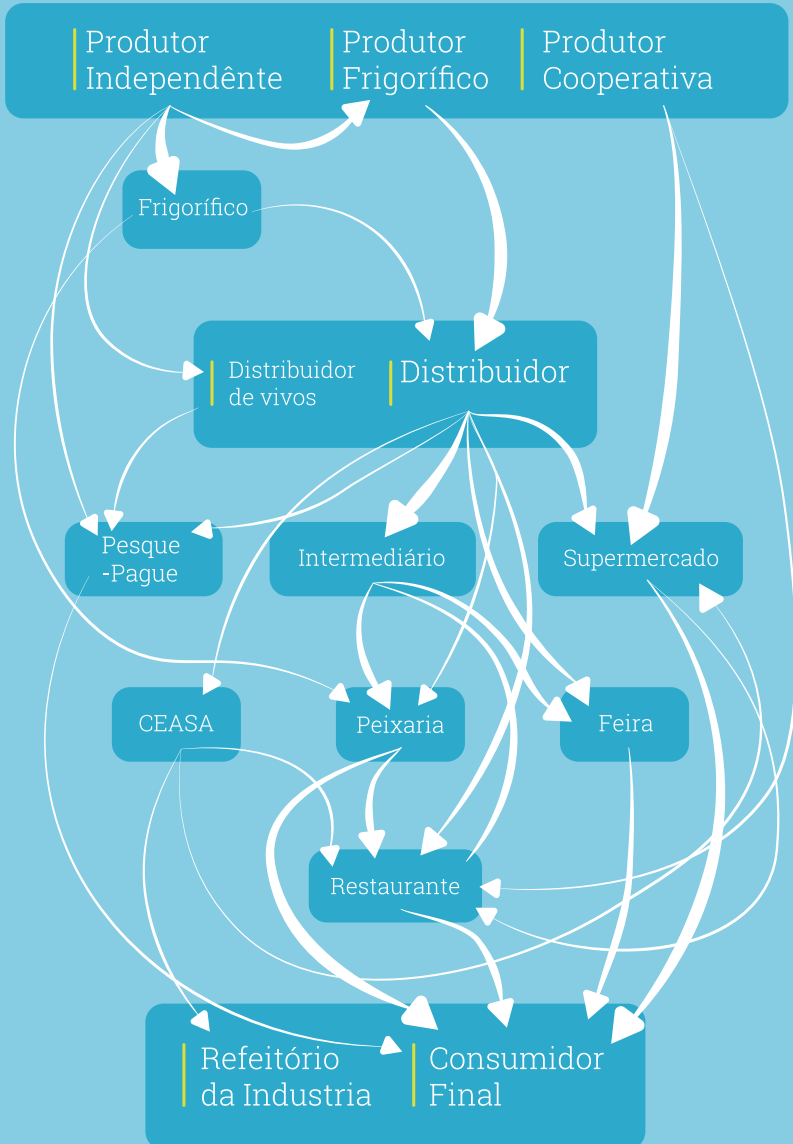 Produtor
Independênte
Produtor
Frigorífico
Produtor
Cooperativa
Frigorífico
Distribuidor
de vivos
Distribuidor
Pesque
-Pague
Intermediário
Supermercado
CEASA
Peixaria
Feira
Restaurante
Refeitório
da Industria
Consumidor
Final